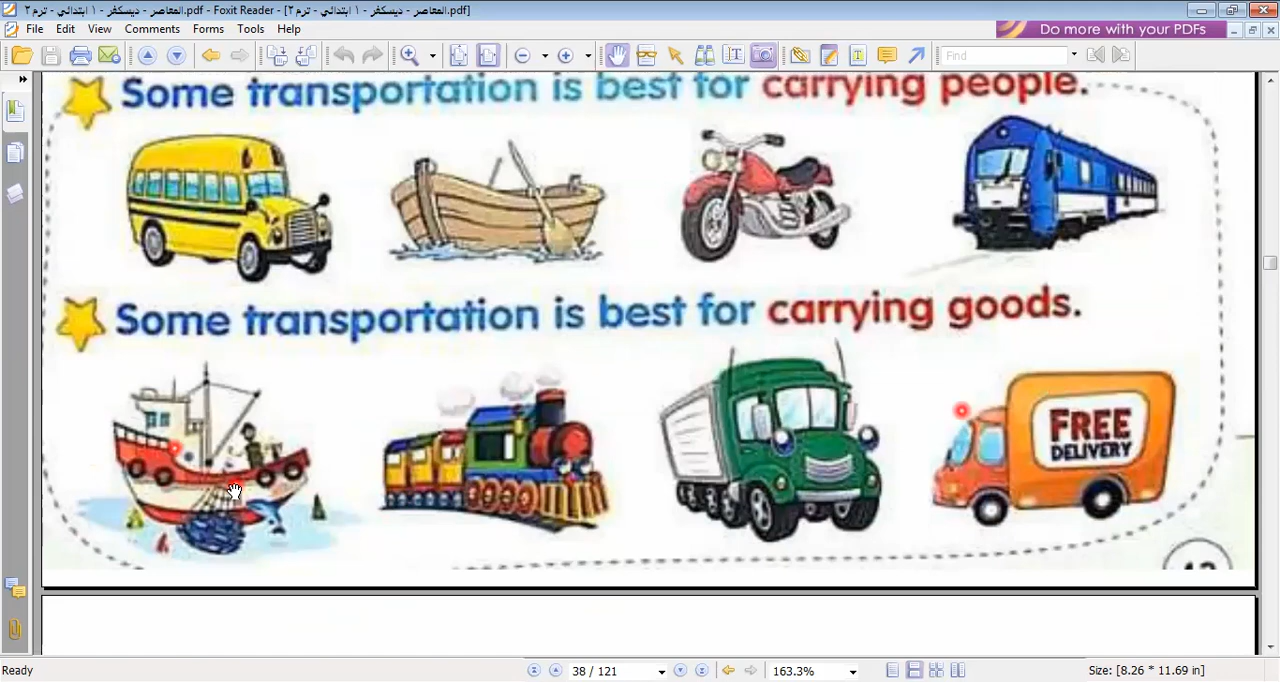 المعاصر - ديسكفر - ١ ابتدائي - ترم ٢.pdf - Foxit Reader - [المعاصر - ديسكفر - ١ ابتدائي - ترم ٢.pdf]
File Edit View Comments Forms Tools Help
Do more with your PDFs
Find
Some transportation is best for carrying people.
Some transportation is best for carrying goods.
FREE
DELIVERY
Ready
38 / 121
163.3%
Size: [8.26 * 11.69 in]